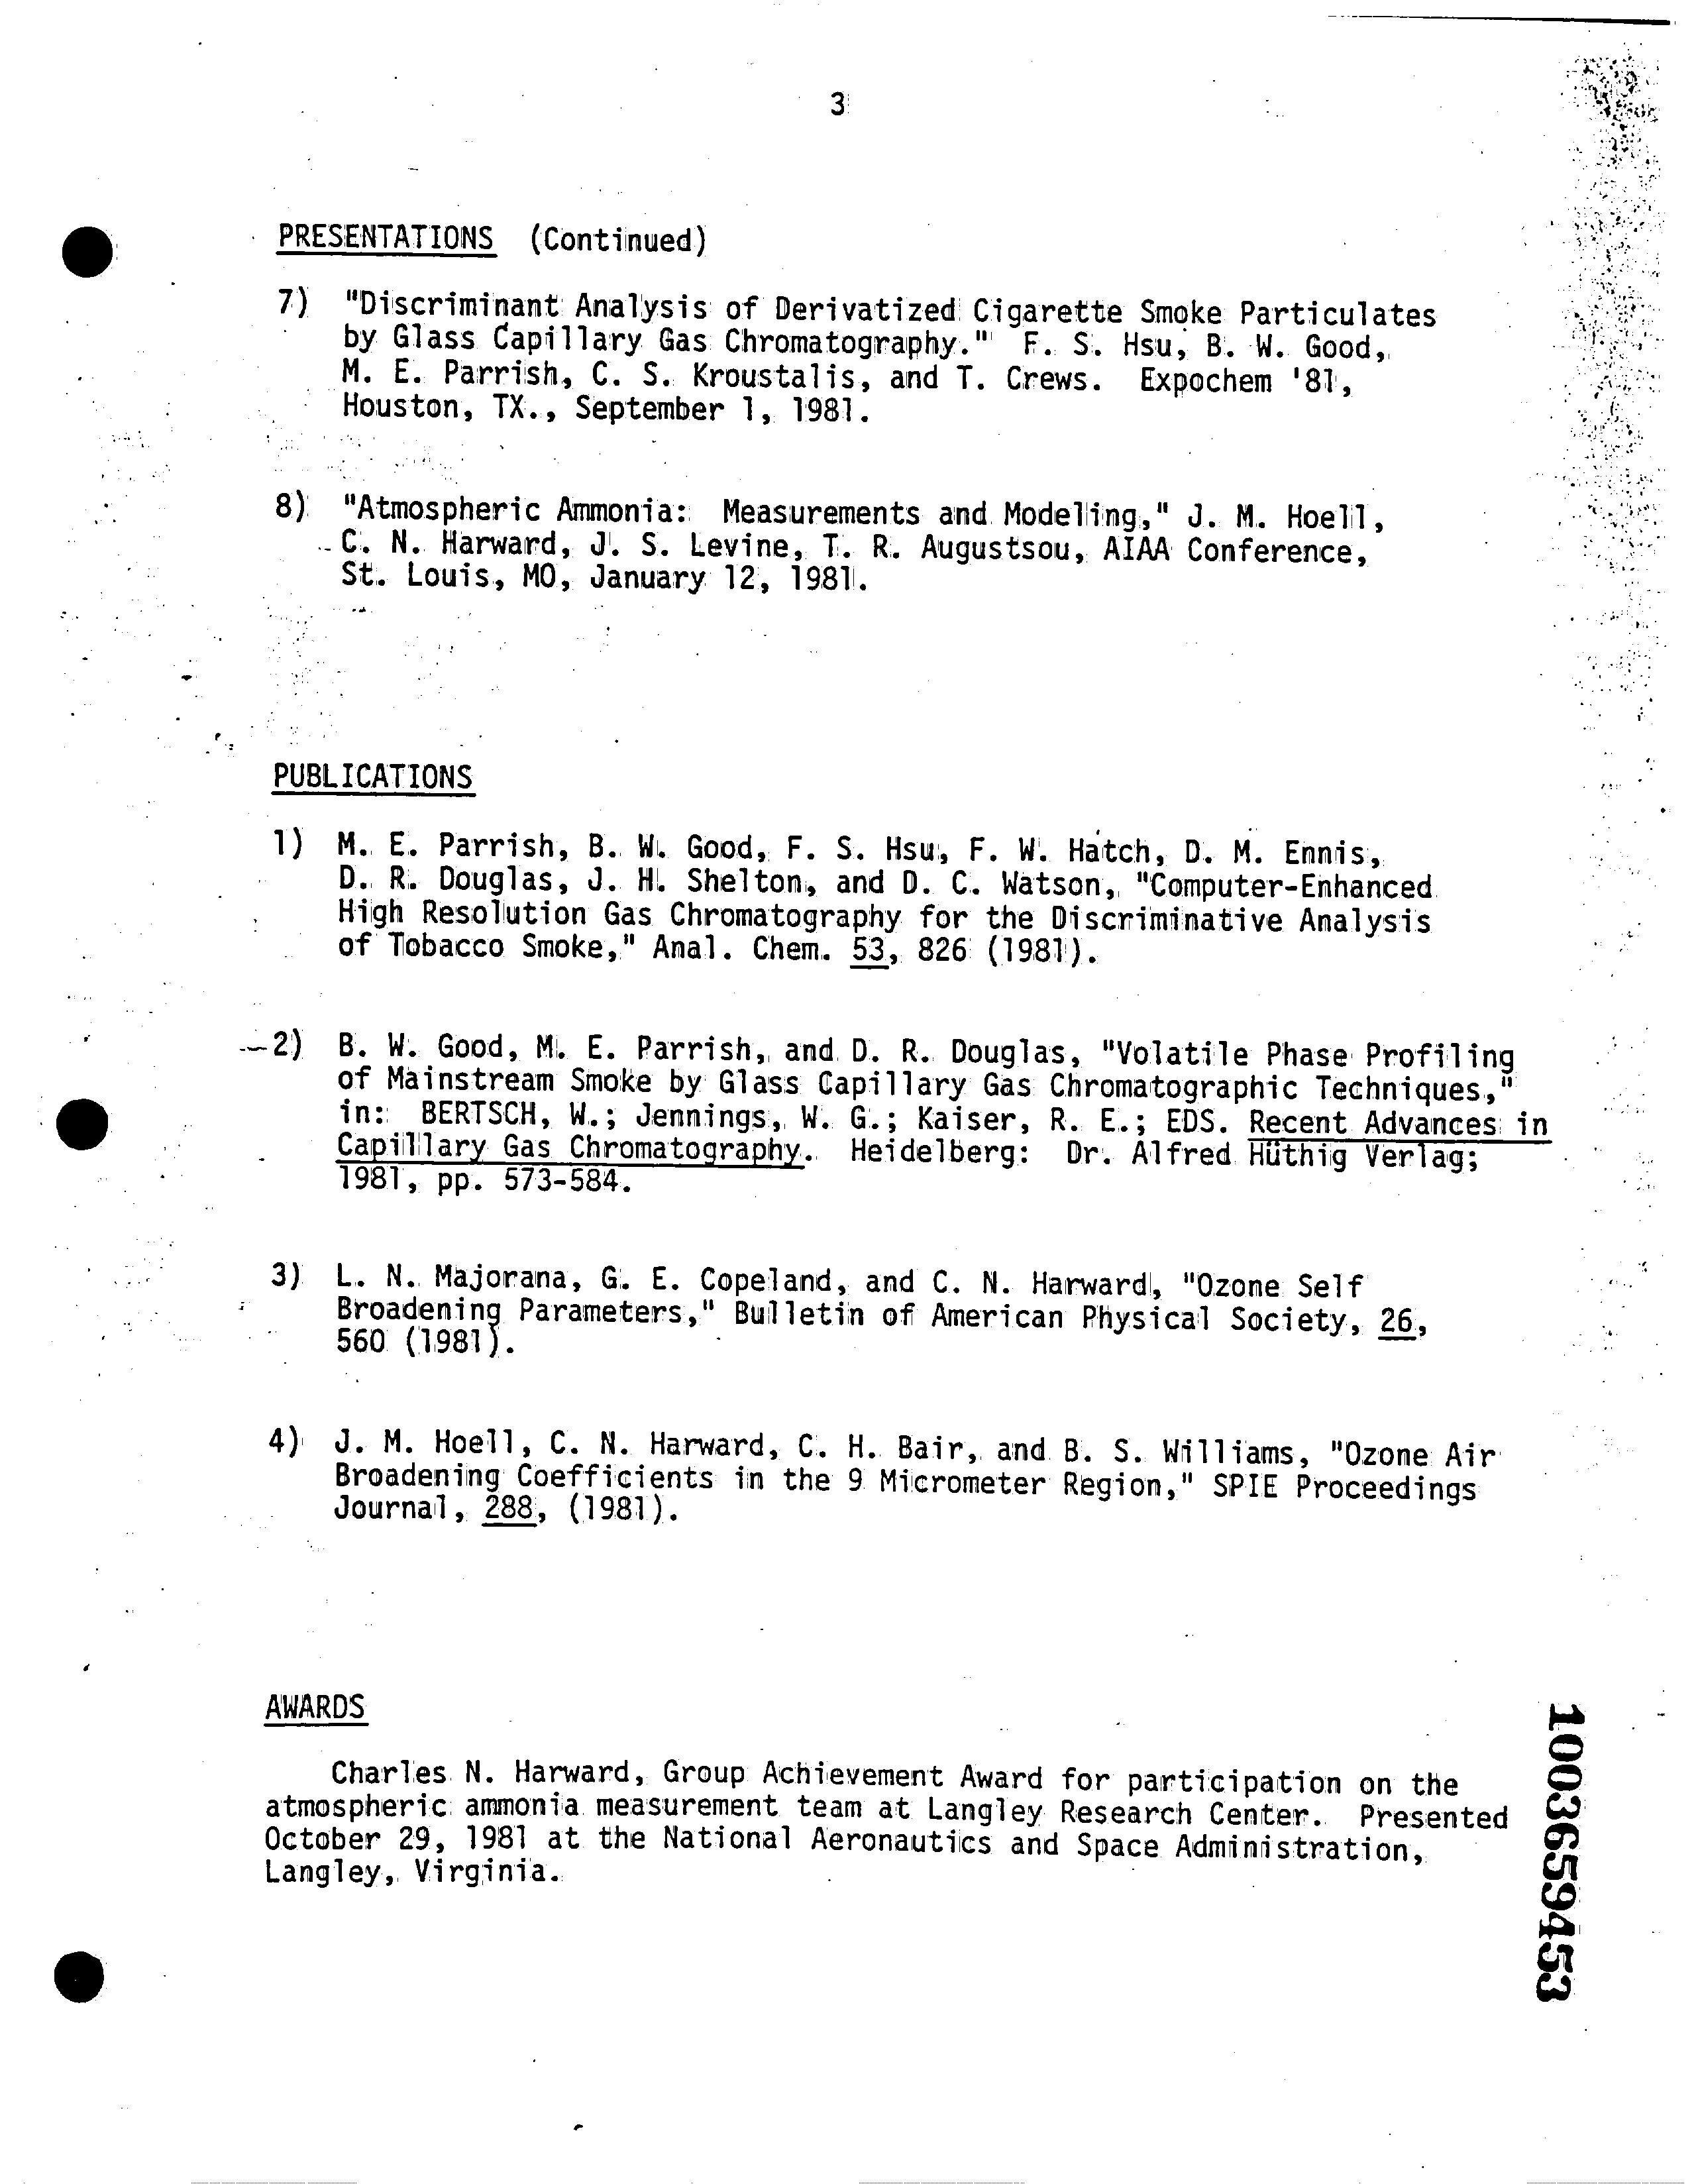 3
PRESENTATIONS (Continued)
7) "Discriminant Analysis of Derivatized Cigarette Smoke Particulates
by Glass Capillary Gas Chromatography." F. S. Hsu, B. W. Good,
M. E. Parrish, C. S. Kroustalis, and T. Crews. Expochem '81,
Houston, TX., September 1, 1981.
8) "Atmospheric Ammonia: Measurements and Modeling," J. M. Hoell,
C. N. Harward, J. S. Levine, T. R. Augustsou, AIAA Conference,
St. Louis, MO, January 12, 1981.
PUBLICATIONS
1) M. E. Parrish, B. W. Good, F. S. Hsu, F. W. Hatch, D. M. Ennis,
D. R. Douglas, J. H. Shelton, and D. C. Watson, "Computer-Enhanced
High Resolution Gas Chromatography for the Discriminative Analysis
of Tobacco Smoke," Anal. Chem. 53, 826 (1981).
2) B. W. Good, M. E. Parrish, and D. R. Douglas, "Volatile Phase Profiling
of Mainstream Smoke by Glass Capillary Gas Chromatographic Techniques,"
in: BERTSCH, W.; Jennings, W. G.; Kaiser, R. E.; EDS. Recent Advances in
Capillary Gas Chromatography. Heidelberg: Dr. Alfred Hüthig Verlag;
1981, pp. 573-584.
3) L. N. Majorana, G. E. Copeland, and C. N. Harward, "Ozone Self
Broadening Parameters," Bulletin of American Physical Society, 26,
560 (1981).
4) J. M. Hoell, C. N. Harward, C. H. Bair, and B. S. Williams, "Ozone Air
Broadening Coefficients in the 9 Micrometer Region," SPIE Proceedings
Journal, 288, (1981).
AWARDS
Charles N. Harward, Group Achievement Award for participation on the
atmospheric ammonia measurement team at Langley Research Center. Presented
October 29, 1981 at the National Aeronautics and Space Administration,
Langley, Virginia.
1003659453